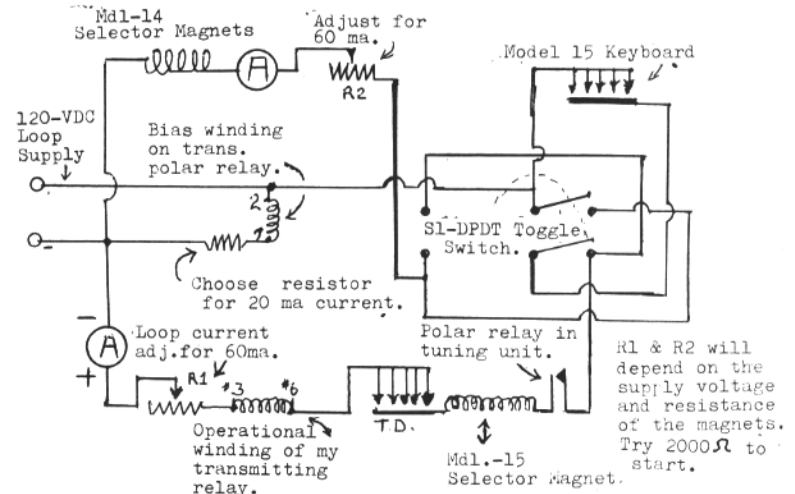 Mdl-14
Selector Magnets
A
Adjust for
60 ma.
R2
Model 15 Keyboard
120-VDC
Loop
Supply
Bias winding
on trans.
polar relay.
2
7
-
S1-DPDT Toggle
Switch.
Choose resistor
for 20 ma current.
-
A
+
Loop current
adj.for 60ma.
R1
#3
#6
Operational
winding of my
transmitting
relay.
T.D.
Polar relay in
tuning unit.
Mdl.-15
Selector Magnet.
R1 & R2 will
depend on the
supply voltage
and resistance
of the magnets.
Try 2000Ω to
start.